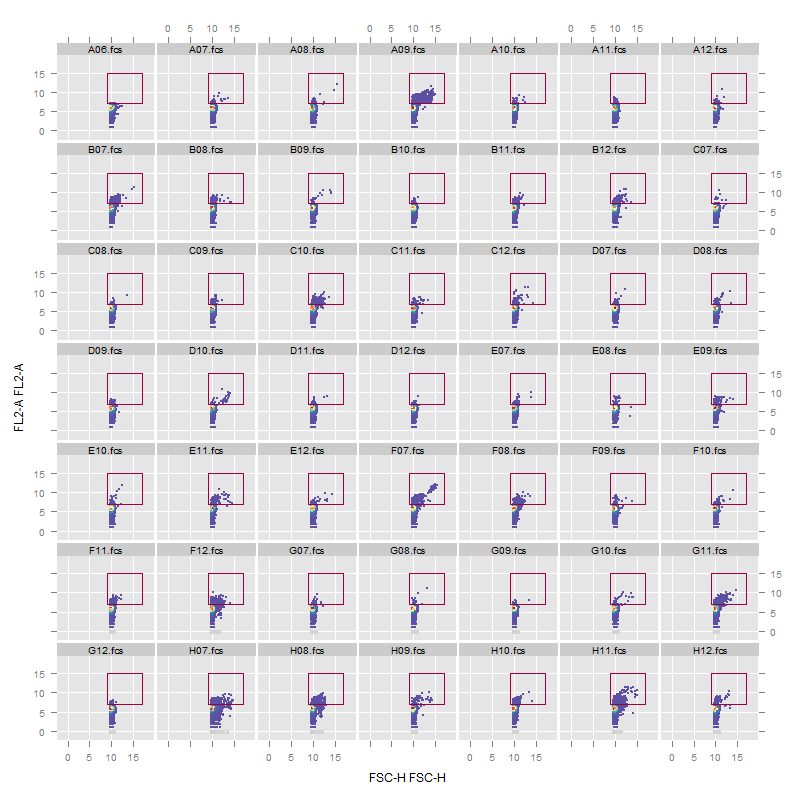 0 5 10 15 0 5 10 15 0 5 10 15
A06.fcs A07.fcs A08.fcs A09.fcs A10.fcs A11.fcs A12.fcs
15
10
5
0
B07.fcs B08.fcs B09.fcs B10.fcs B11.fcs B12.fcs C07.fcs
15
10
5
0
C08.fcs C09.fcs C10.fcs C11.fcs C12.fcs D07.fcs D08.fcs
15
10
5
0
D09.fcs D10.fcs D11.fcs D12.fcs E07.fcs E08.fcs E09.fcs
15
10
5
0
E10.fcs E11.fcs E12.fcs F07.fcs F08.fcs F09.fcs F10.fcs
15
10
5
0
F11.fcs F12.fcs G07.fcs G08.fcs G09.fcs G10.fcs G11.fcs
15
10
5
0
G12.fcs H07.fcs H08.fcs H09.fcs H10.fcs H11.fcs H12.fcs
15
10
5
0
0 5 10 15 0 5 10 15 0 5 10 15 0 5 10 15
FSC-H FSC-H
FL2-A FL2-A